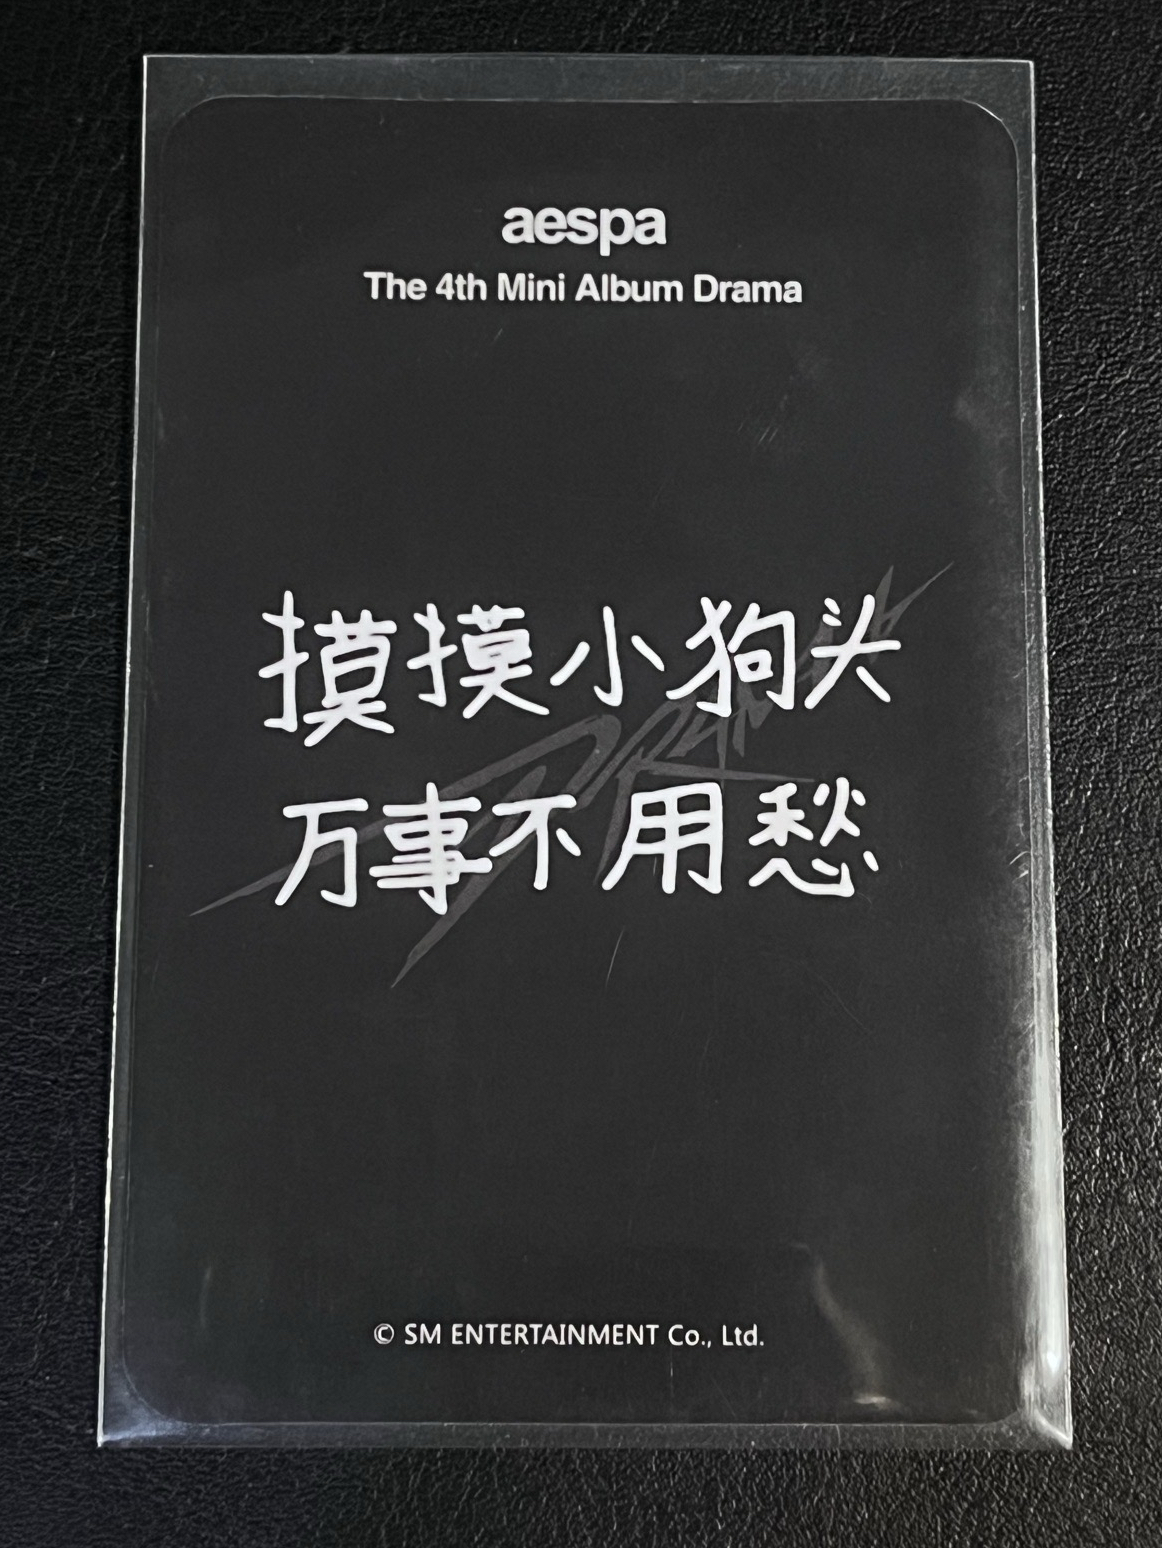 aespa
The 4th Mini Album Drama
摸摸小狗头
DRAMA
万事不用愁
© SM ENTERTAINMENT Co., Ltd.